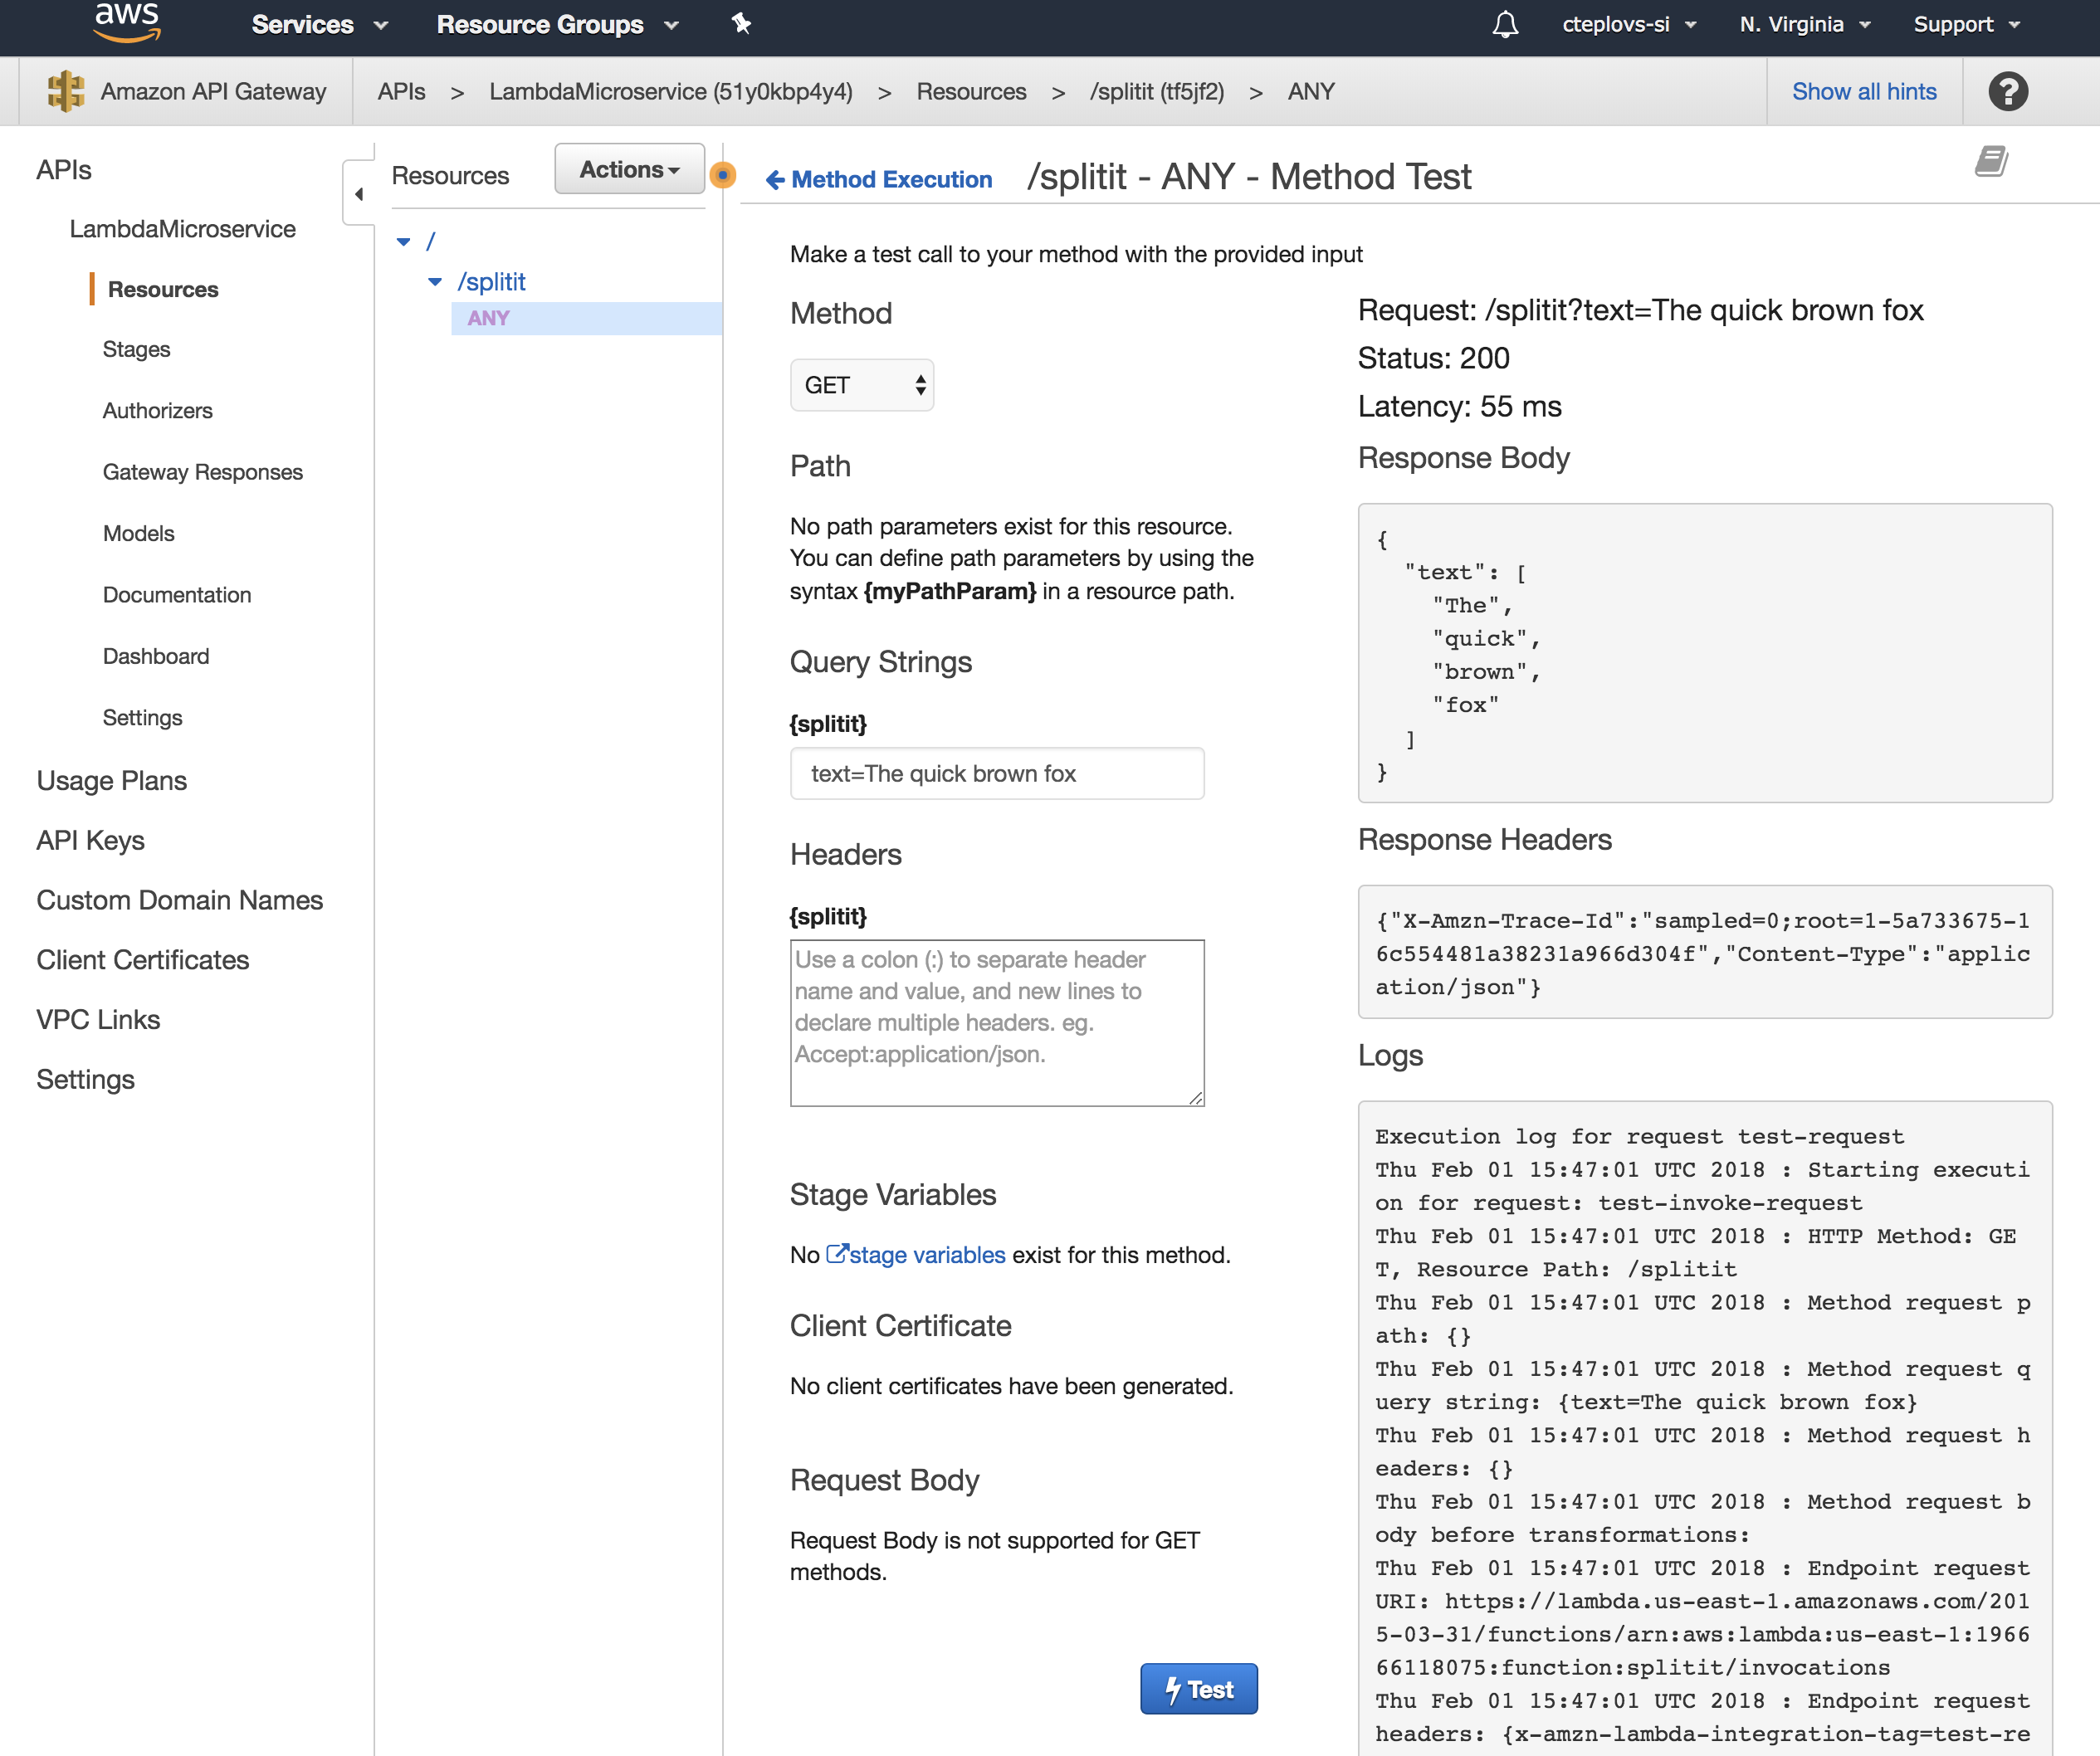 aws
Services
Resource Groups
cteplovs-si
N. Virginia
Support
Amazon API Gateway
APIs > LambdaMicroservice (51y0kbp4y4) > Resources > /splitit (tf5jf2) > ANY
Show all hints
?
APIs
LambdaMicroservice
Resources
Stages
Authorizers
Gateway Responses
Models
Documentation
Dashboard
Settings
Usage Plans
API Keys
Custom Domain Names
Client Certificates
VPC Links
Settings
Resources
Actions
/
/splitit
ANY
Method Execution
/splitit - ANY - Method Test
Make a test call to your method with the provided input
Method
GET
Path
No path parameters exist for this resource.
You can define path parameters by using the
syntax {myPathParam} in a resource path.
Query Strings
{splitit}
text=The quick brown fox
Headers
{splitit}
Use a colon (:) to separate header
name and value, and new lines to
declare multiple headers. eg.
Accept:application/json.
Stage Variables
No stage variables exist for this method.
Client Certificate
No client certificates have been generated.
Request Body
Request Body is not supported for GET
methods.
Test
Request: /splitit?text=The quick brown fox
Status: 200
Latency: 55 ms
Response Body
{
"text": [
"The",
"quick",
"brown",
"fox"
]
}
Response Headers
{"X-Amzn-Trace-Id":"sampled=0;root=1-5a733675-1
6c554481a38231a966d304f","Content-Type":"applic
ation/json"}
Logs
Execution log for request test-request
Thu Feb 01 15:47:01 UTC 2018 : Starting executi
on for request: test-invoke-request
Thu Feb 01 15:47:01 UTC 2018 : HTTP Method: GE
T, Resource Path: /splitit
Thu Feb 01 15:47:01 UTC 2018 : Method request p
ath: {}
Thu Feb 01 15:47:01 UTC 2018 : Method request q
uery string: {text=The quick brown fox}
Thu Feb 01 15:47:01 UTC 2018 : Method request h
eaders: {}
Thu Feb 01 15:47:01 UTC 2018 : Method request b
ody before transformations:
Thu Feb 01 15:47:01 UTC 2018 : Endpoint request
URI: https://lambda.us-east-1.amazonaws.com/201
5-03-31/functions/arn:aws:lambda:us-east-1:1966
66118075:function:splitit/invocations
Thu Feb 01 15:47:01 UTC 2018 : Endpoint request
headers: {x-amzn-lambda-integration-tag=test-re